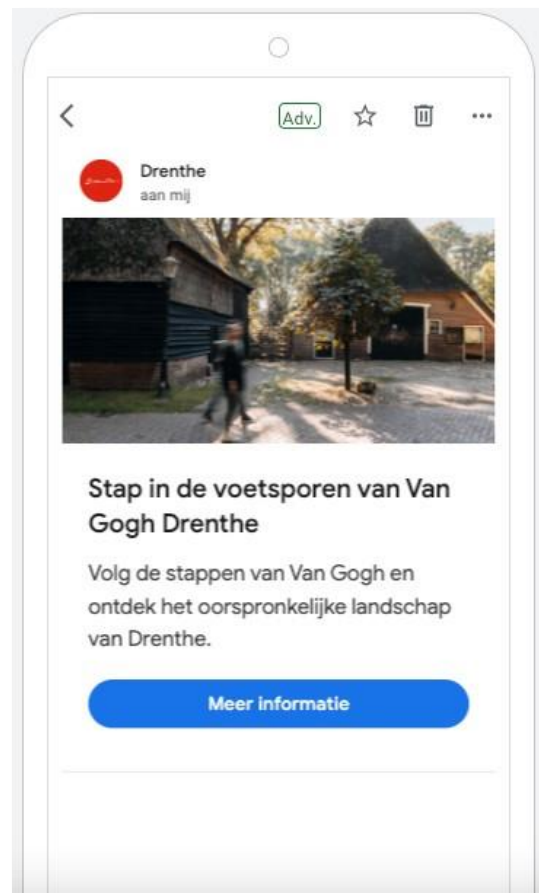 Adv.
Drenthe
aan mij
Stap in de voetsporen van Van
Gogh Drenthe
Volg de stappen van Van Gogh en
ontdek het oorspronkelijke landschap
van Drenthe.
Meer informatie